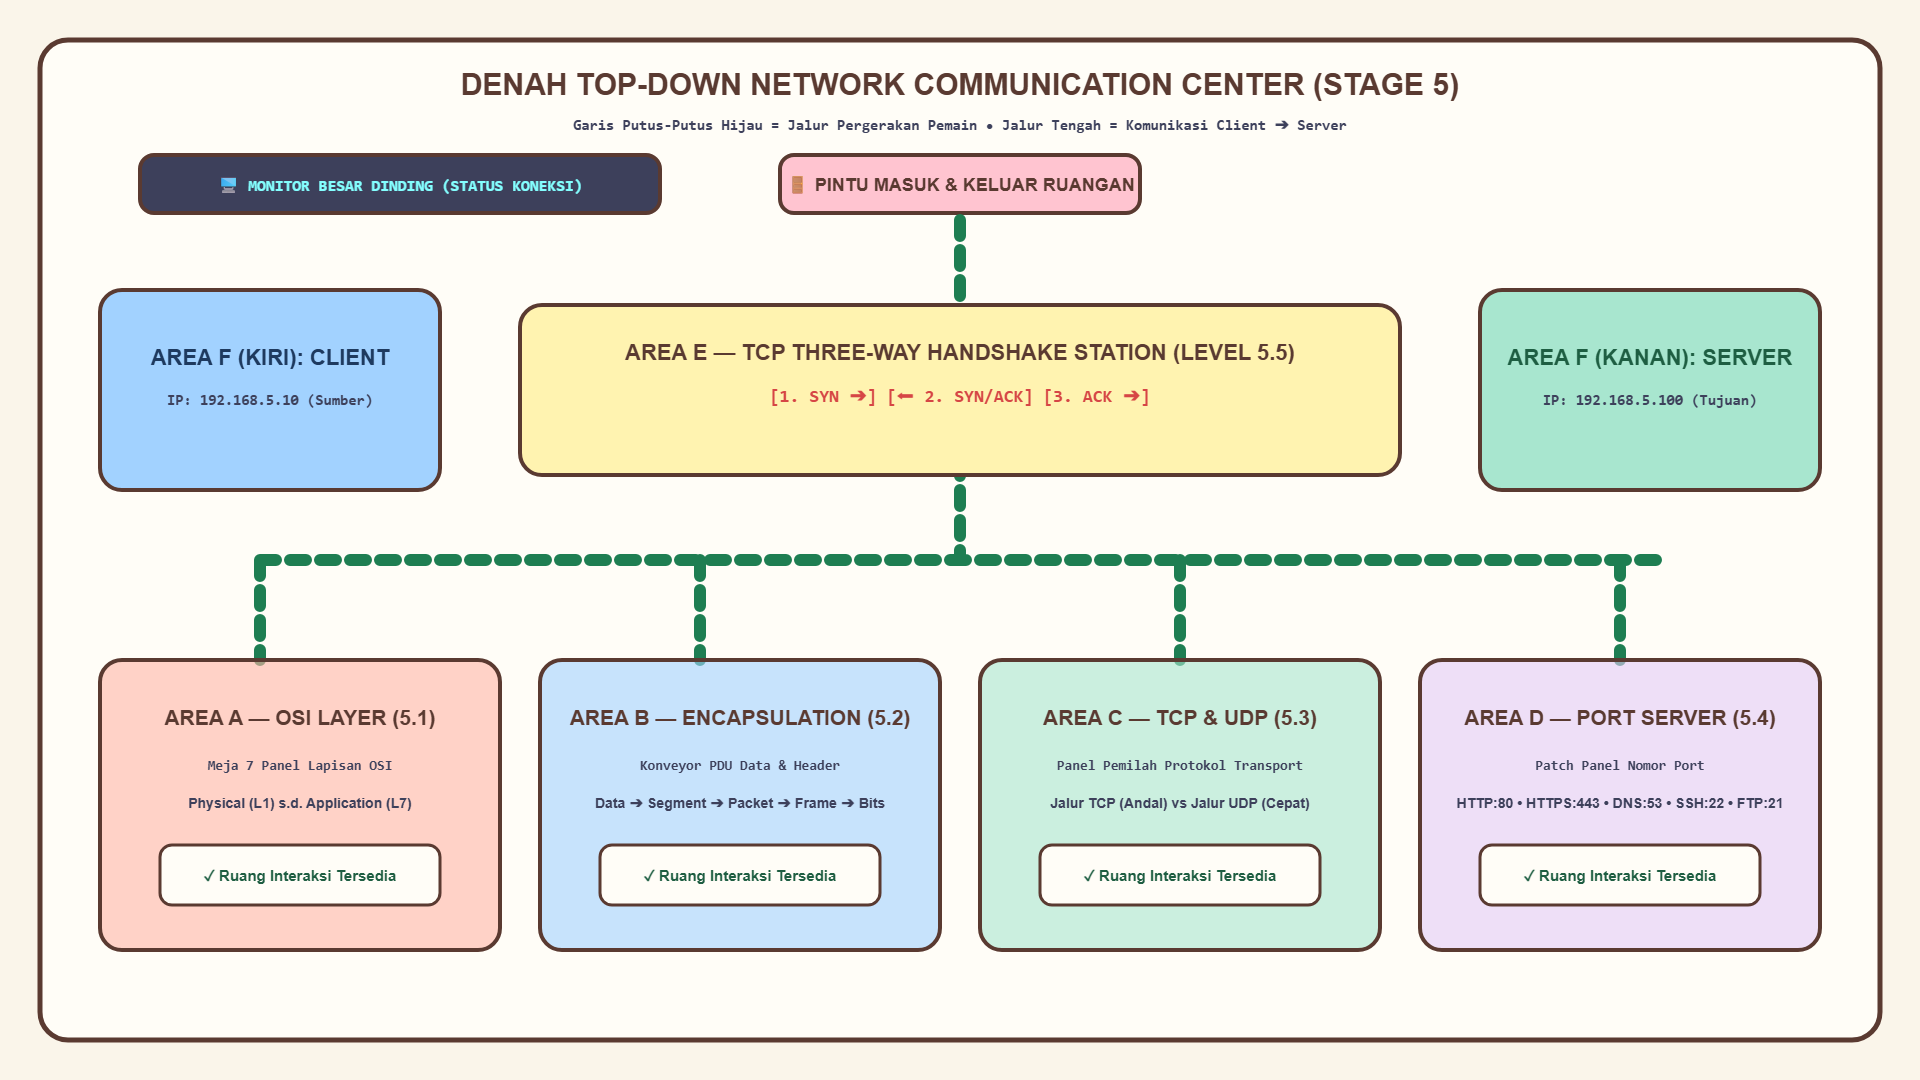 DENAH TOP-DOWN NETWORK COMMUNICATION CENTER (STAGE 5)
Garis Putus-Putus Hijau = Jalur Pergerakan Pemain • Jalur Tengah = Komunikasi Client ➔ Server
MONITOR BESAR DINDING (STATUS KONEKSI)
PINTU MASUK & KELUAR RUANGAN
AREA F (KIRI): CLIENT
IP: 192.168.5.10 (Sumber)
AREA E — TCP THREE-WAY HANDSHAKE STATION (LEVEL 5.5)
[1. SYN ➔] [⬅ 2. SYN/ACK] [3. ACK ➔]
AREA F (KANAN): SERVER
IP: 192.168.5.100 (Tujuan)
AREA A — OSI LAYER (5.1)
Meja 7 Panel Lapisan OSI
Physical (L1) s.d. Application (L7)
✓ Ruang Interaksi Tersedia
AREA B — ENCAPSULATION (5.2)
Konveyor PDU Data & Header
Data ➔ Segment ➔ Packet ➔ Frame ➔ Bits
✓ Ruang Interaksi Tersedia
AREA C — TCP & UDP (5.3)
Panel Pemilah Protokol Transport
Jalur TCP (Andal) vs Jalur UDP (Cepat)
✓ Ruang Interaksi Tersedia
AREA D — PORT SERVER (5.4)
Patch Panel Nomor Port
HTTP:80 • HTTPS:443 • DNS:53 • SSH:22 • FTP:21
✓ Ruang Interaksi Tersedia